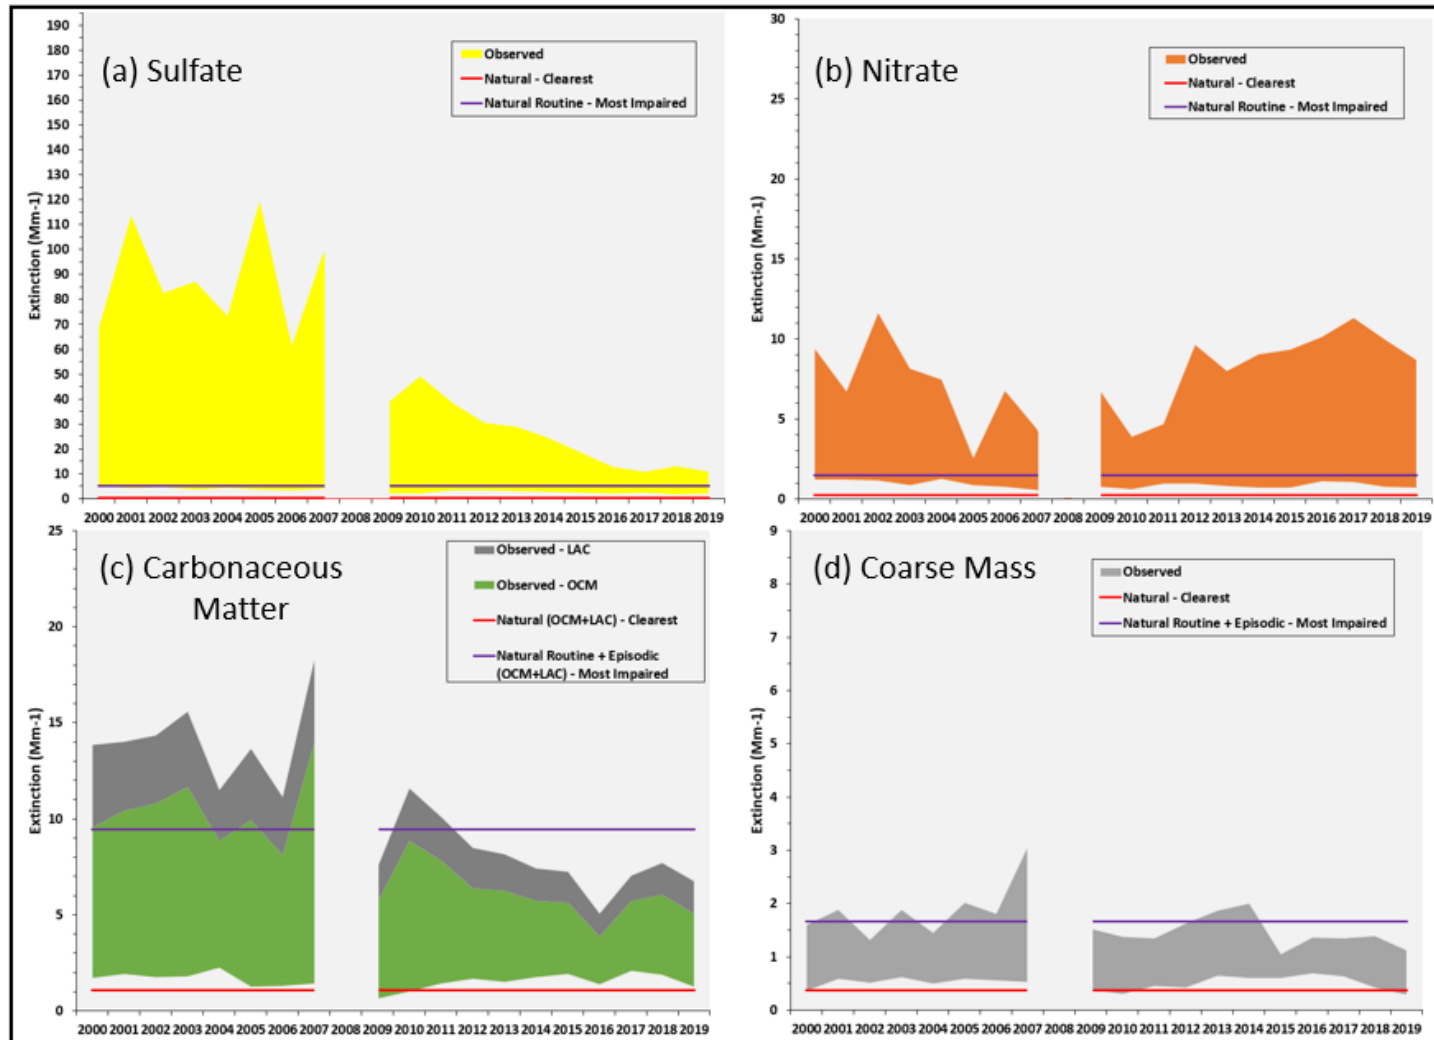 (a) Sulfate
Observed
Natural - Clearest
Natural Routine - Most Impaired
Extinction (Mm-1)
195
190
180
170
160
150
140
130
120
110
100
90
80
70
60
50
40
30
20
10
0
2000 2001 2002 2003 2004 2005 2006 2007 2008 2009 2010 2011 2012 2013 2014 2015 2016 2017 2018 2019
(b) Nitrate
Observed
Natural - Clearest
Natural Routine - Most Impaired
Extinction (Mm-1)
30
25
20
15
10
5
0
2000 2001 2002 2003 2004 2005 2006 2007 2008 2009 2010 2011 2012 2013 2014 2015 2016 2017 2018 2019
(c) Carbonaceous
Matter
Observed - LAC
Observed - OCM
Natural (OCM+LAC) - Clearest
Natural Routine + Episodic
(OCM+LAC) - Most Impaired
Extinction (Mm-1)
25
20
15
10
5
0
2000 2001 2002 2003 2004 2005 2006 2007 2008 2009 2010 2011 2012 2013 2014 2015 2016 2017 2018 2019
(d) Coarse Mass
Observed
Natural - Clearest
Natural Routine + Episodic - Most Impaired
Extinction (Mm-1)
9
8
7
6
5
4
3
2
1
0
2000 2001 2002 2003 2004 2005 2006 2007 2008 2009 2010 2011 2012 2013 2014 2015 2016 2017 2018 2019